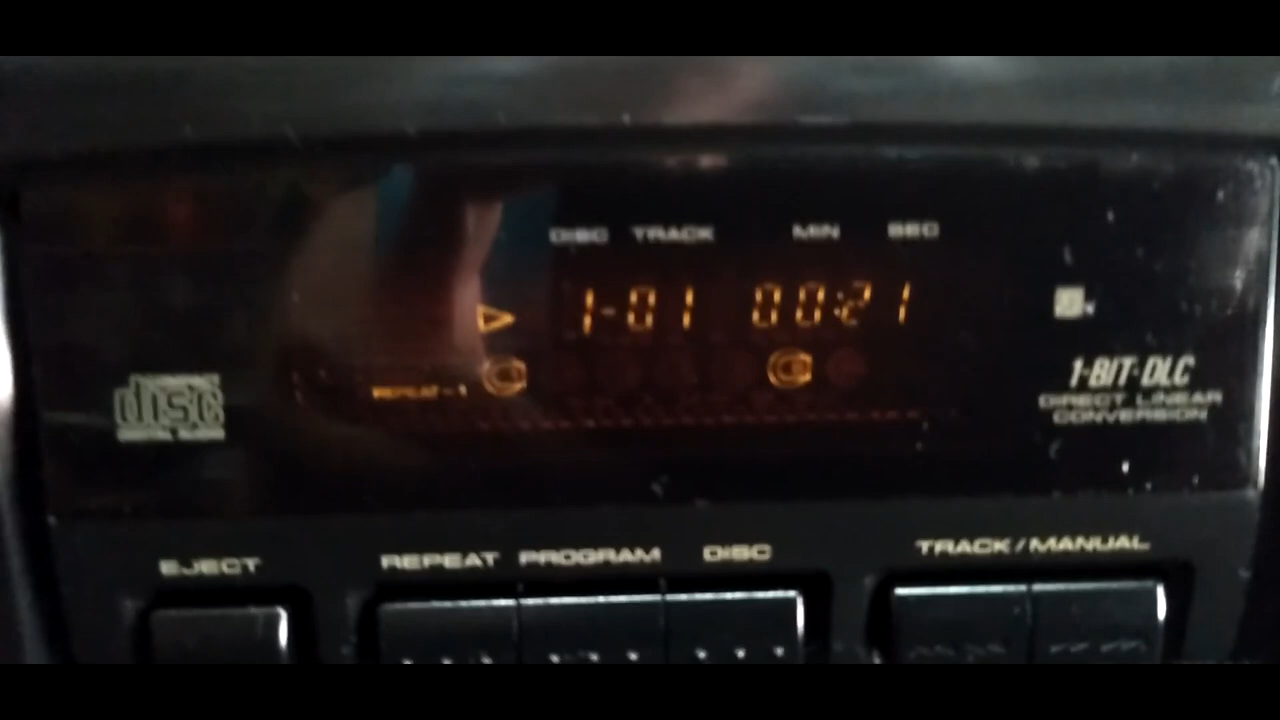 DISC TRACK MIN SEC
1-01 00:21
REPEAT-1
disc
1-BIT·DLC
DIRECT LINEAR
CONVERSION
EJECT REPEAT PROGRAM DISC TRACK/MANUAL